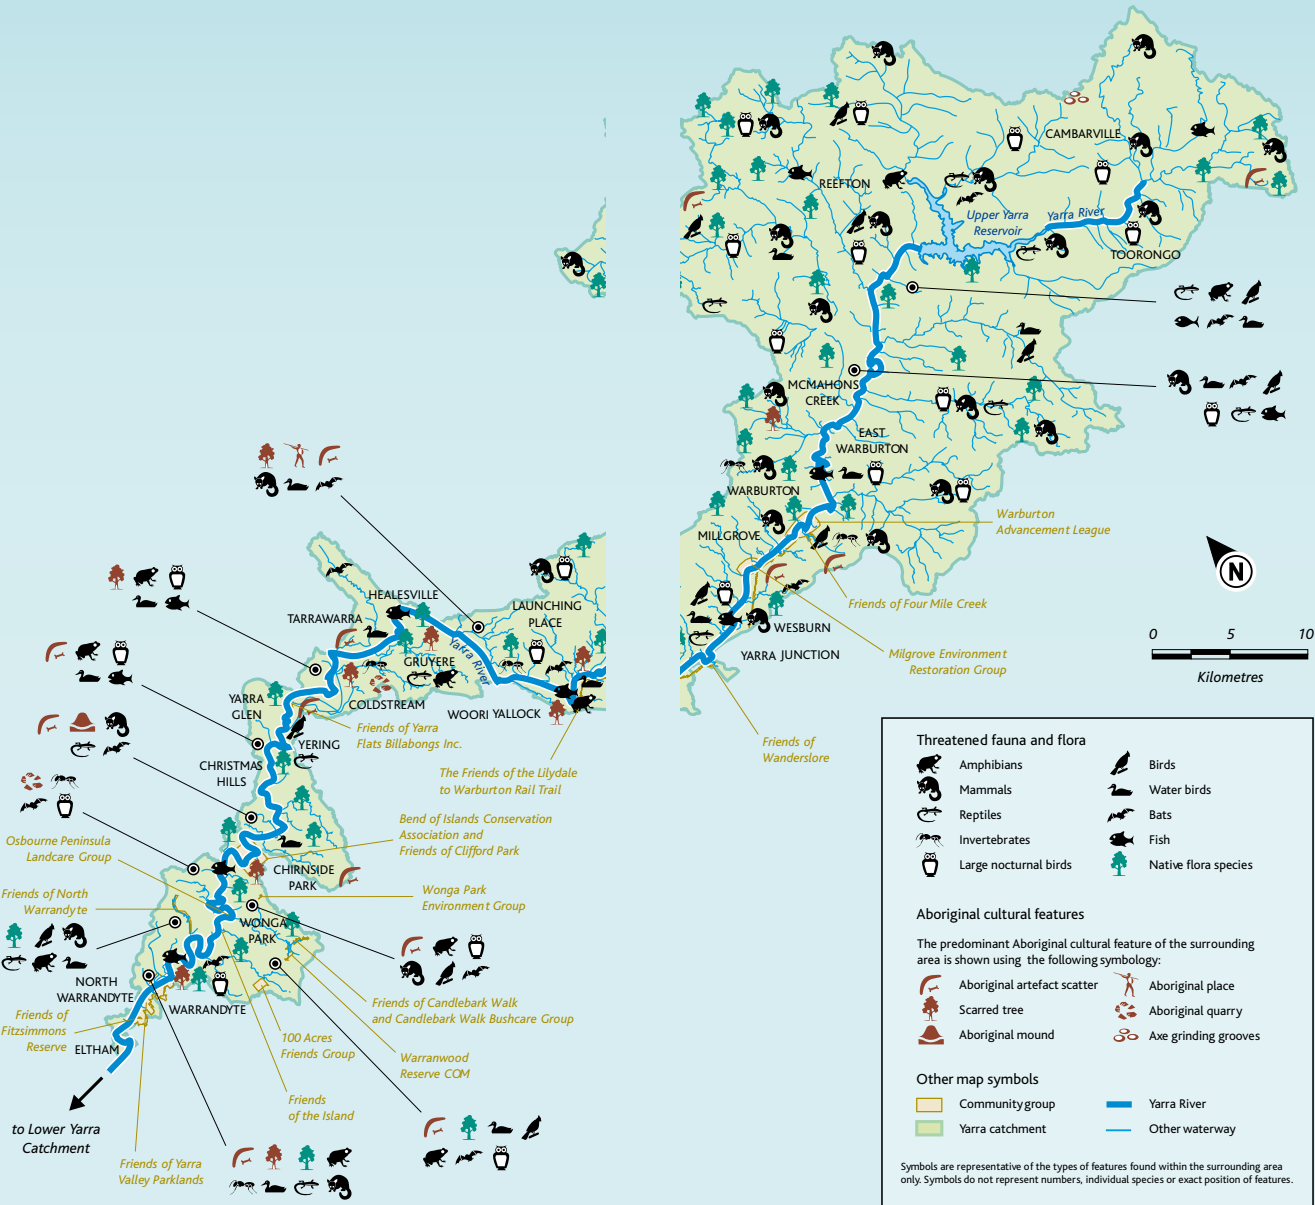 CAMBARVILLE
REEFTON
Upper Yarra
Reservoir
Yarra River
TOORONGO
MCMAHONS
CREEK
EAST
WARBURTON
WARBURTON
MILLGROVE
Warburton
Advancement League
N
HEALESVILLE
TARRAWARRA
LAUNCHING
PLACE
Yarra River
GRUYERE
Friends of Four Mile Creek
WESBURN
YARRA JUNCTION
Milgrove Environment
Restoration Group
0 5 10
Kilometres
YARRA
GLEN
COLDSTREAM
WOORI YALLOCK
Friends of Yarra
Flats Billabongs Inc.
YERING
Friends of
Wanderslore
CHRISTMAS
HILLS
The Friends of the Lilydale
to Warburton Rail Trail
Bend of Islands Conservation
Association and
Friends of Clifford Park
Osbourne Peninsula
Landcare Group
CHIRNSIDE
PARK
Friends of North
Warrandyte
Wonga Park
Environment Group
WONGA
PARK
NORTH
WARRANDYTE
WARRANDYTE
Friends of
Fitzsimmons
Reserve
ELTHAM
Friends of Candlebark Walk
and Candlebark Walk Bushcare Group
100 Acres
Friends Group
Warranwood
Reserve COM
Friends
of the Island
to Lower Yarra
Catchment
Friends of Yarra
Valley Parklands
Threatened fauna and flora
Amphibians
Birds
Mammals
Water birds
Reptiles
Bats
Invertebrates
Fish
Large nocturnal birds
Native flora species
Aboriginal cultural features
The predominant Aboriginal cultural feature of the surrounding
area is shown using the following symbology:
Aboriginal artefact scatter
Aboriginal place
Scarred tree
Aboriginal quarry
Aboriginal mound
Axe grinding grooves
Other map symbols
Community group
Yarra River
Yarra catchment
Other waterway
Symbols are representative of the types of features found within the surrounding area
only. Symbols do not represent numbers, individual species or exact position of features.